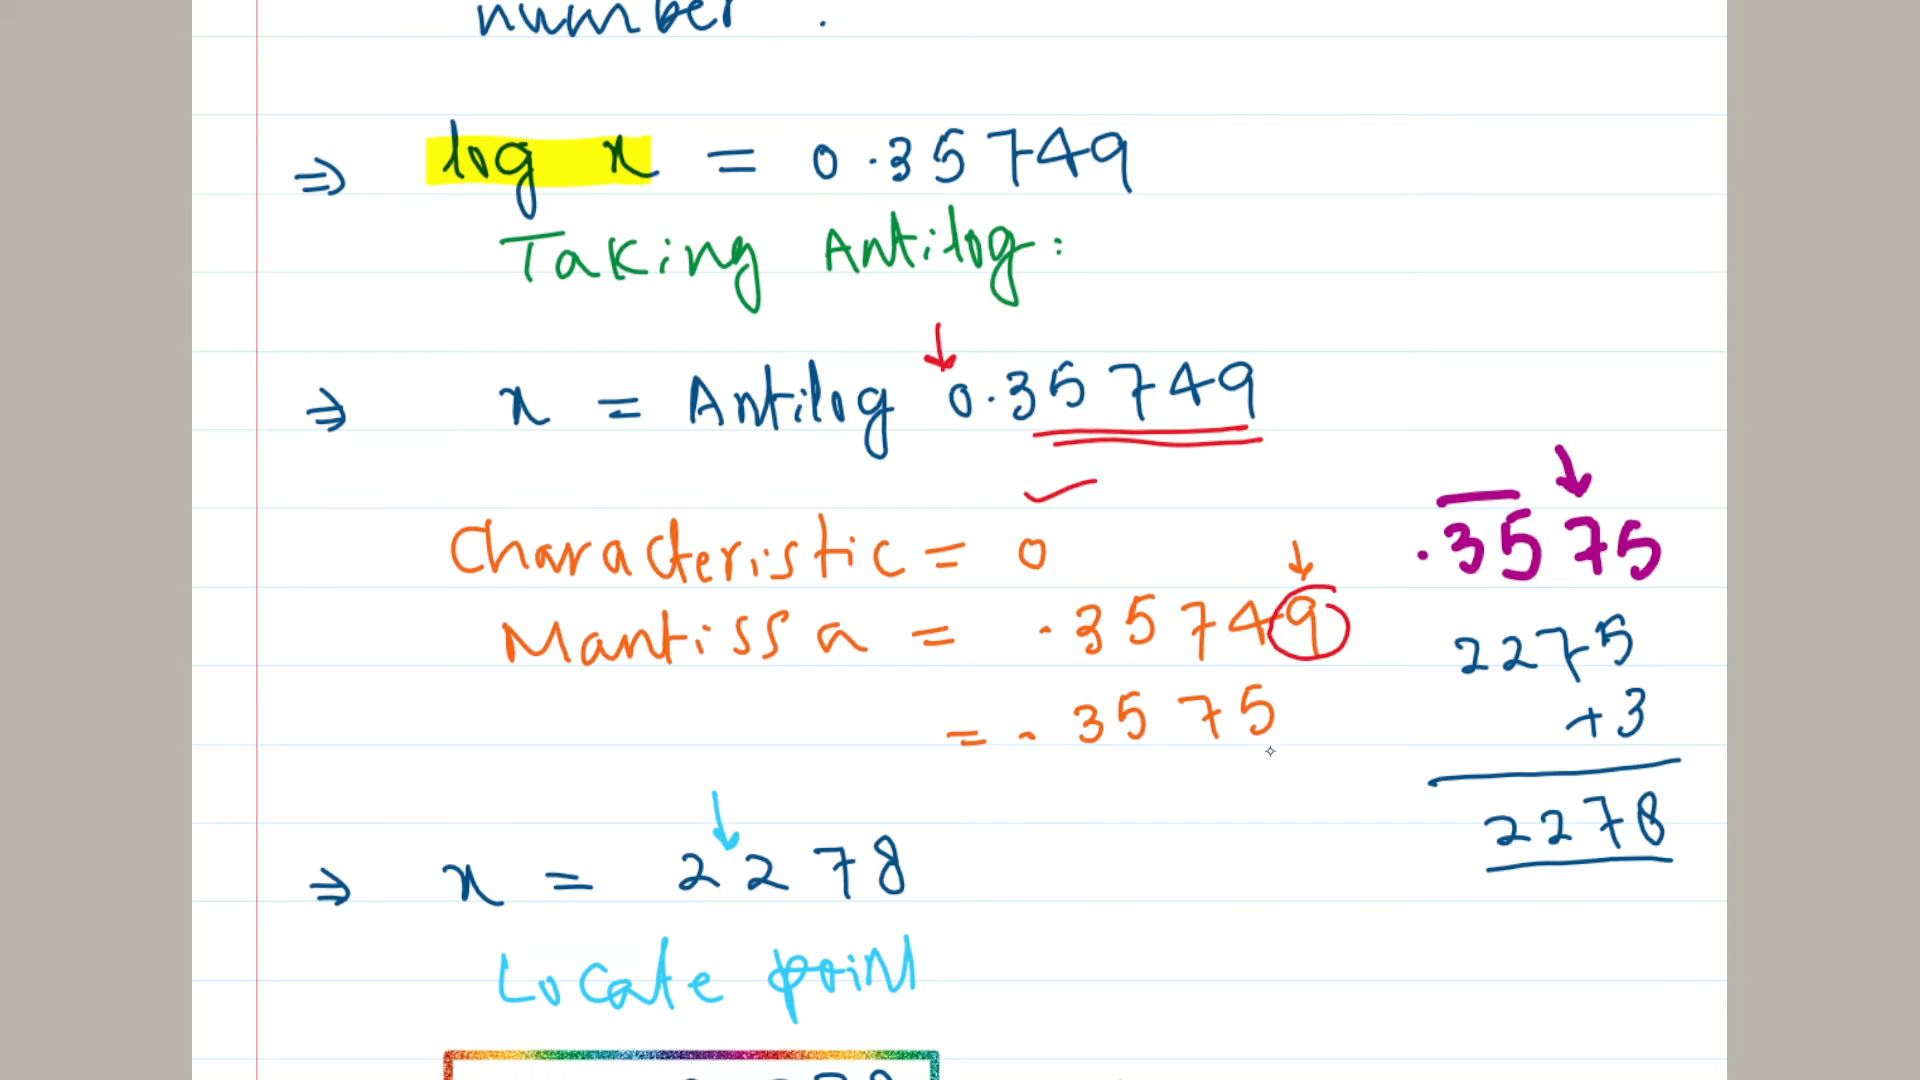 number.
⇒ log x = 0.35749
Taking Antilog:
⇒ x = Antilog 0.35749
Characteristic = 0
Mantissa = .35749
= .3575
⇒ x = 2278
Locate point
.3575
2275
+3
2278